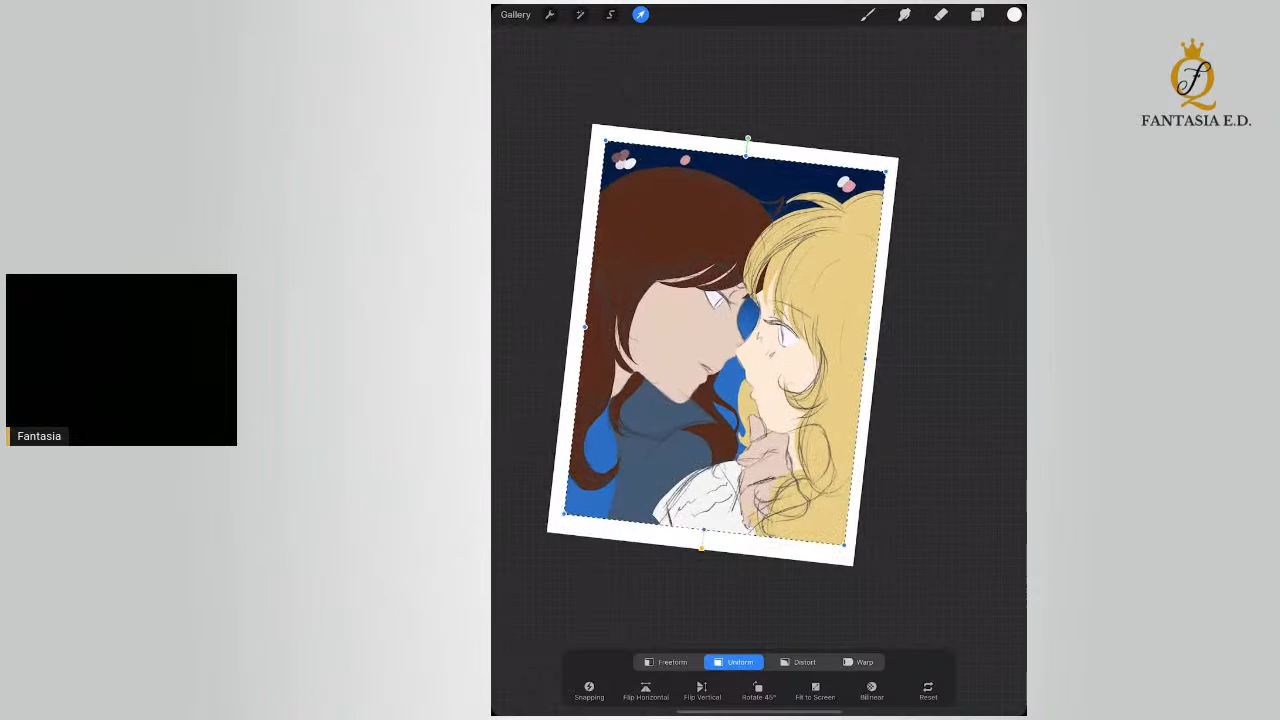 Gallery
FANTASIA E.D.
Fantasia
Freeform
Uniform
Distort
Warp
Snapping
Flip Horizontal
Flip Vertical
Rotate 45°
Fit to Screen
Bilinear
Reset